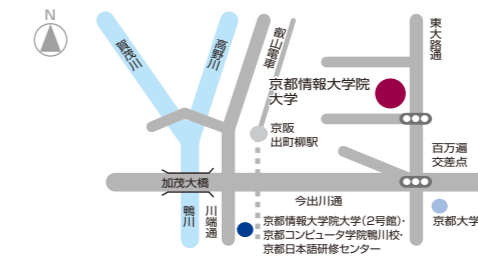 N
賀茂川
高野川
叡山電車
東大路通
京都情報大学院
大学
京阪
出町柳駅
百万遍
交差点
加茂大橋
今出川通
鴨川
川端通
京都大学
京都情報大学院大学(2号館)・
京都コンピュータ学院鴨川校・
京都日本語研修センター